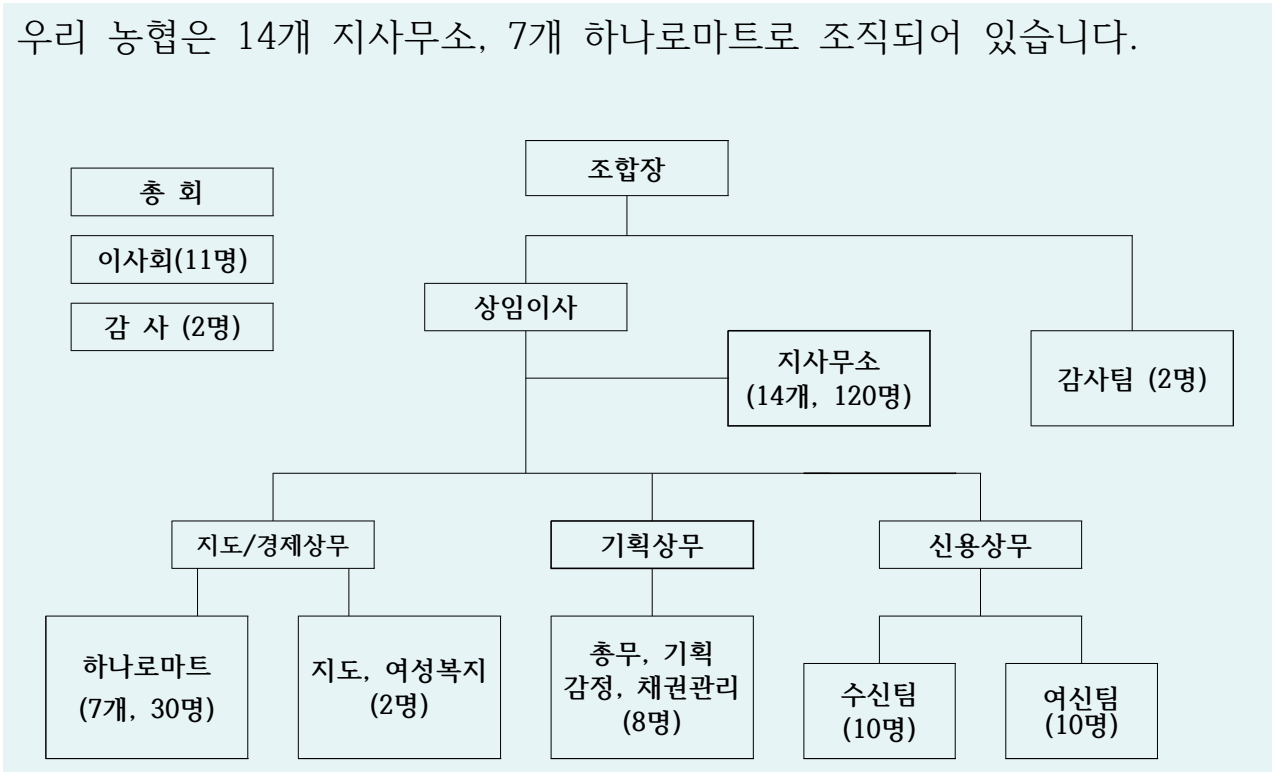 우리 농협은 14개 지사무소, 7개 하나로마트로 조직되어 있습니다.
조합장
총 회
이사회(11명)
감 사 (2명)
상임이사
지사무소
(14개, 120명)
감사팀 (2명)
지도/경제상무
기획상무
신용상무
하나로마트
(7개, 30명)
지도, 여성복지
(2명)
총무, 기획
감정, 채권관리
(8명)
수신팀
(10명)
여신팀
(10명)